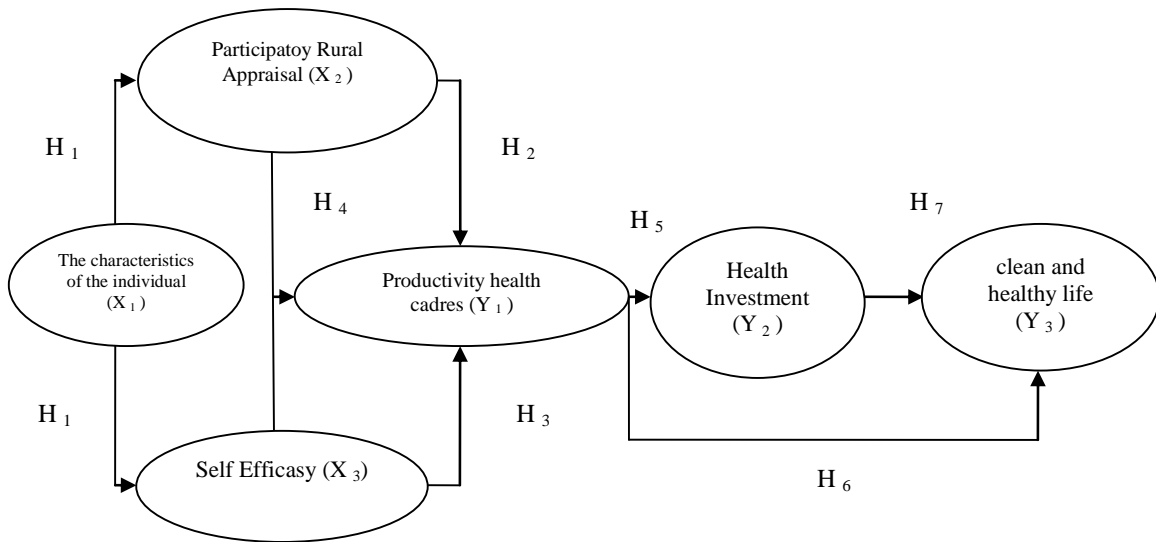 Participatoy Rural
Appraisal (X 2 )
H 1
H 2
H 4
The characteristics
of the individual
(X 1 )
Productivity health
cadres (Y 1 )
H 5
Health
Investment
(Y 2 )
H 7
clean and
healthy life
(Y 3 )
H 1
H 3
Self Efficasy (X 3)
H 6